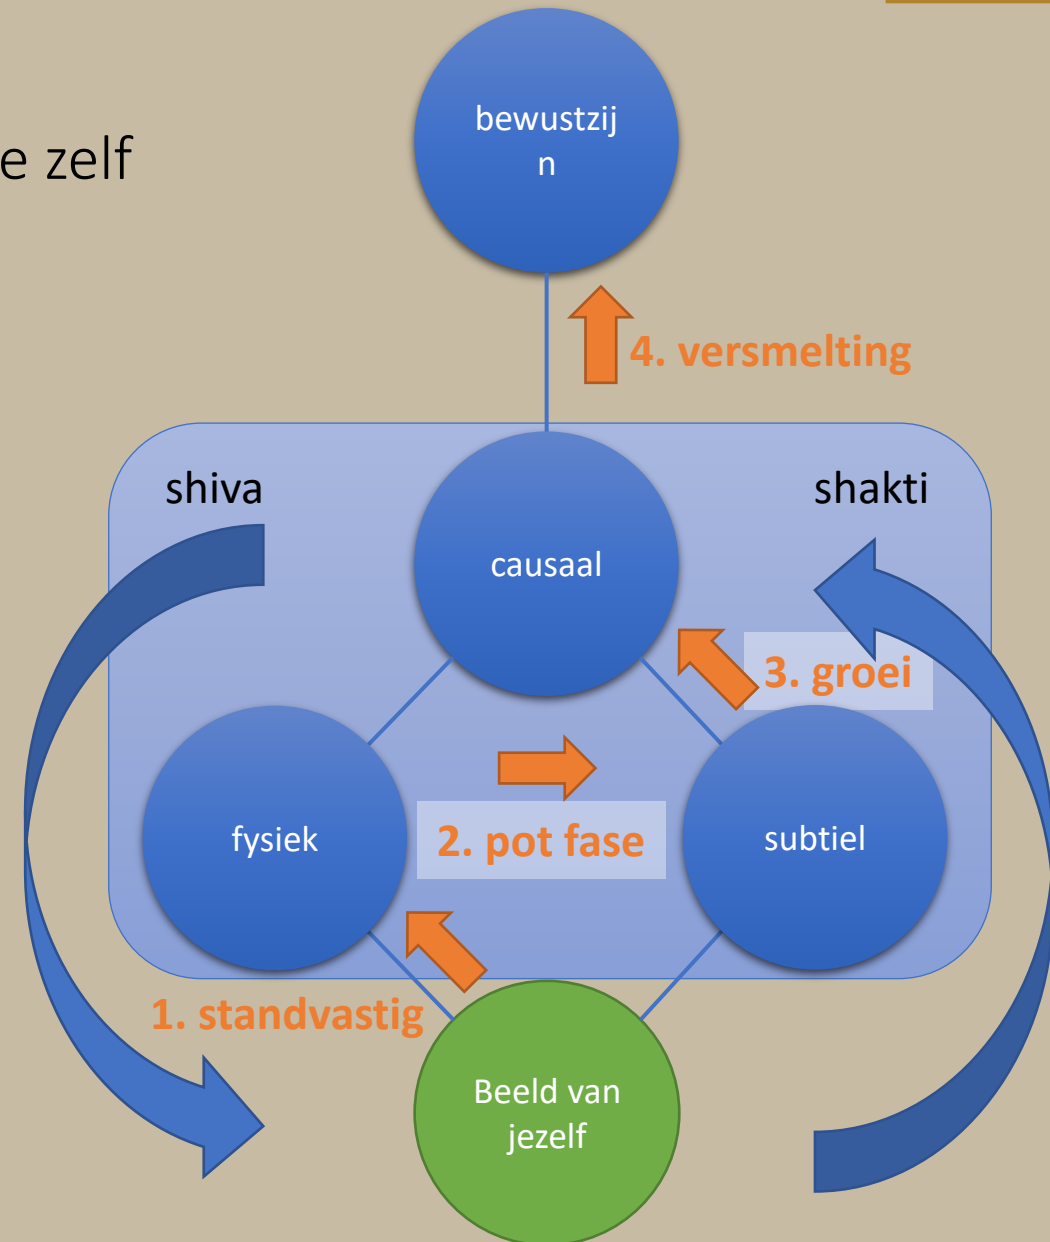 e zelf
bewustzij
n
4. versmelting
shiva
shakti
causaal
3. groei
fysiek
2. pot fase
subtiel
1. standvastig
Beeld van
jezelf